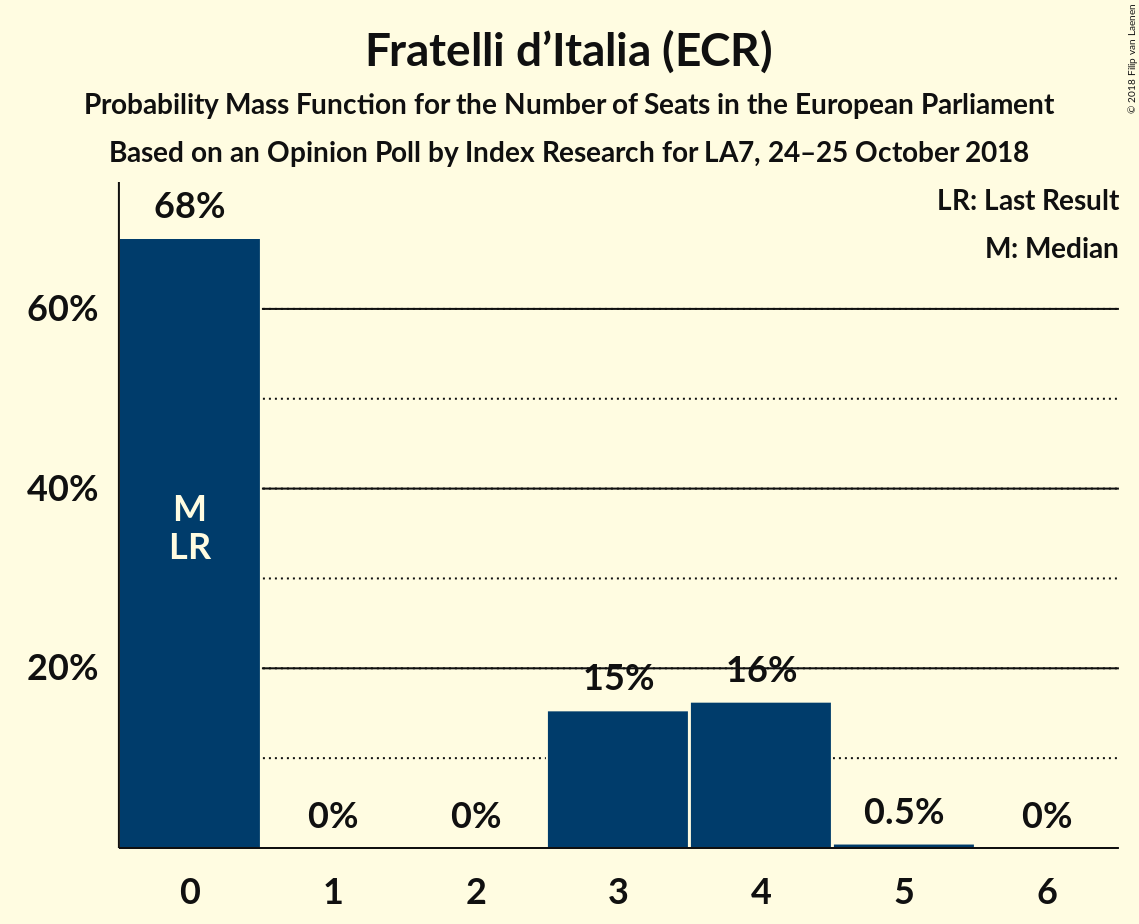 Fratelli d’Italia (ECR)
Probability Mass Function for the Number of Seats in the European Parliament
Based on an Opinion Poll by Index Research for LA7, 24–25 October 2018
© 2018 Filip van Laenen
LR: Last Result
M: Median
68%
60%
40%
M
LR
20%
15%
16%
0%
0%
0.5%
0%
0
1
2
3
4
5
6